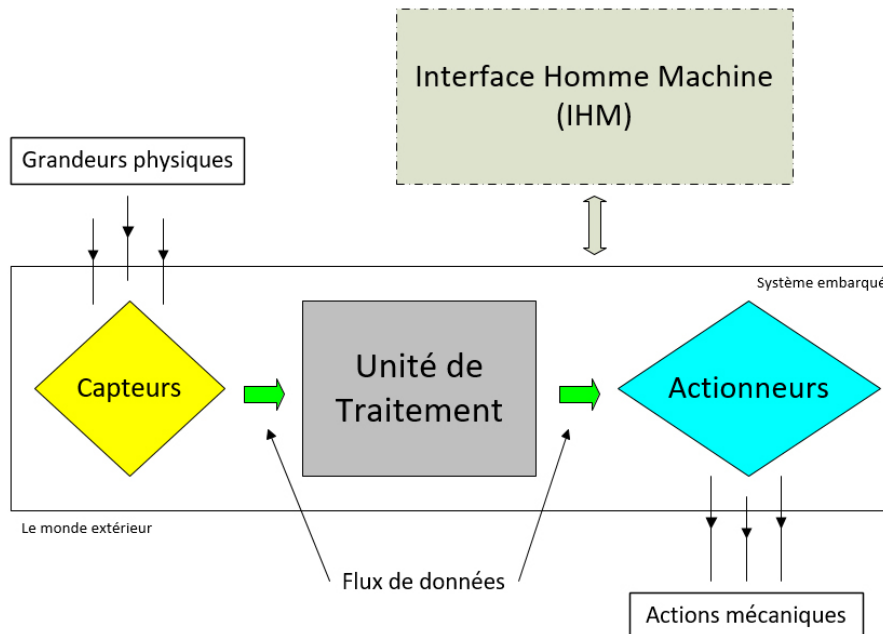 Interface Homme Machine
(IHM)
Grandeurs physiques
Système embarqué
Capteurs
Unité de
Traitement
Actionneurs
Le monde extérieur
Flux de données
Actions mécaniques